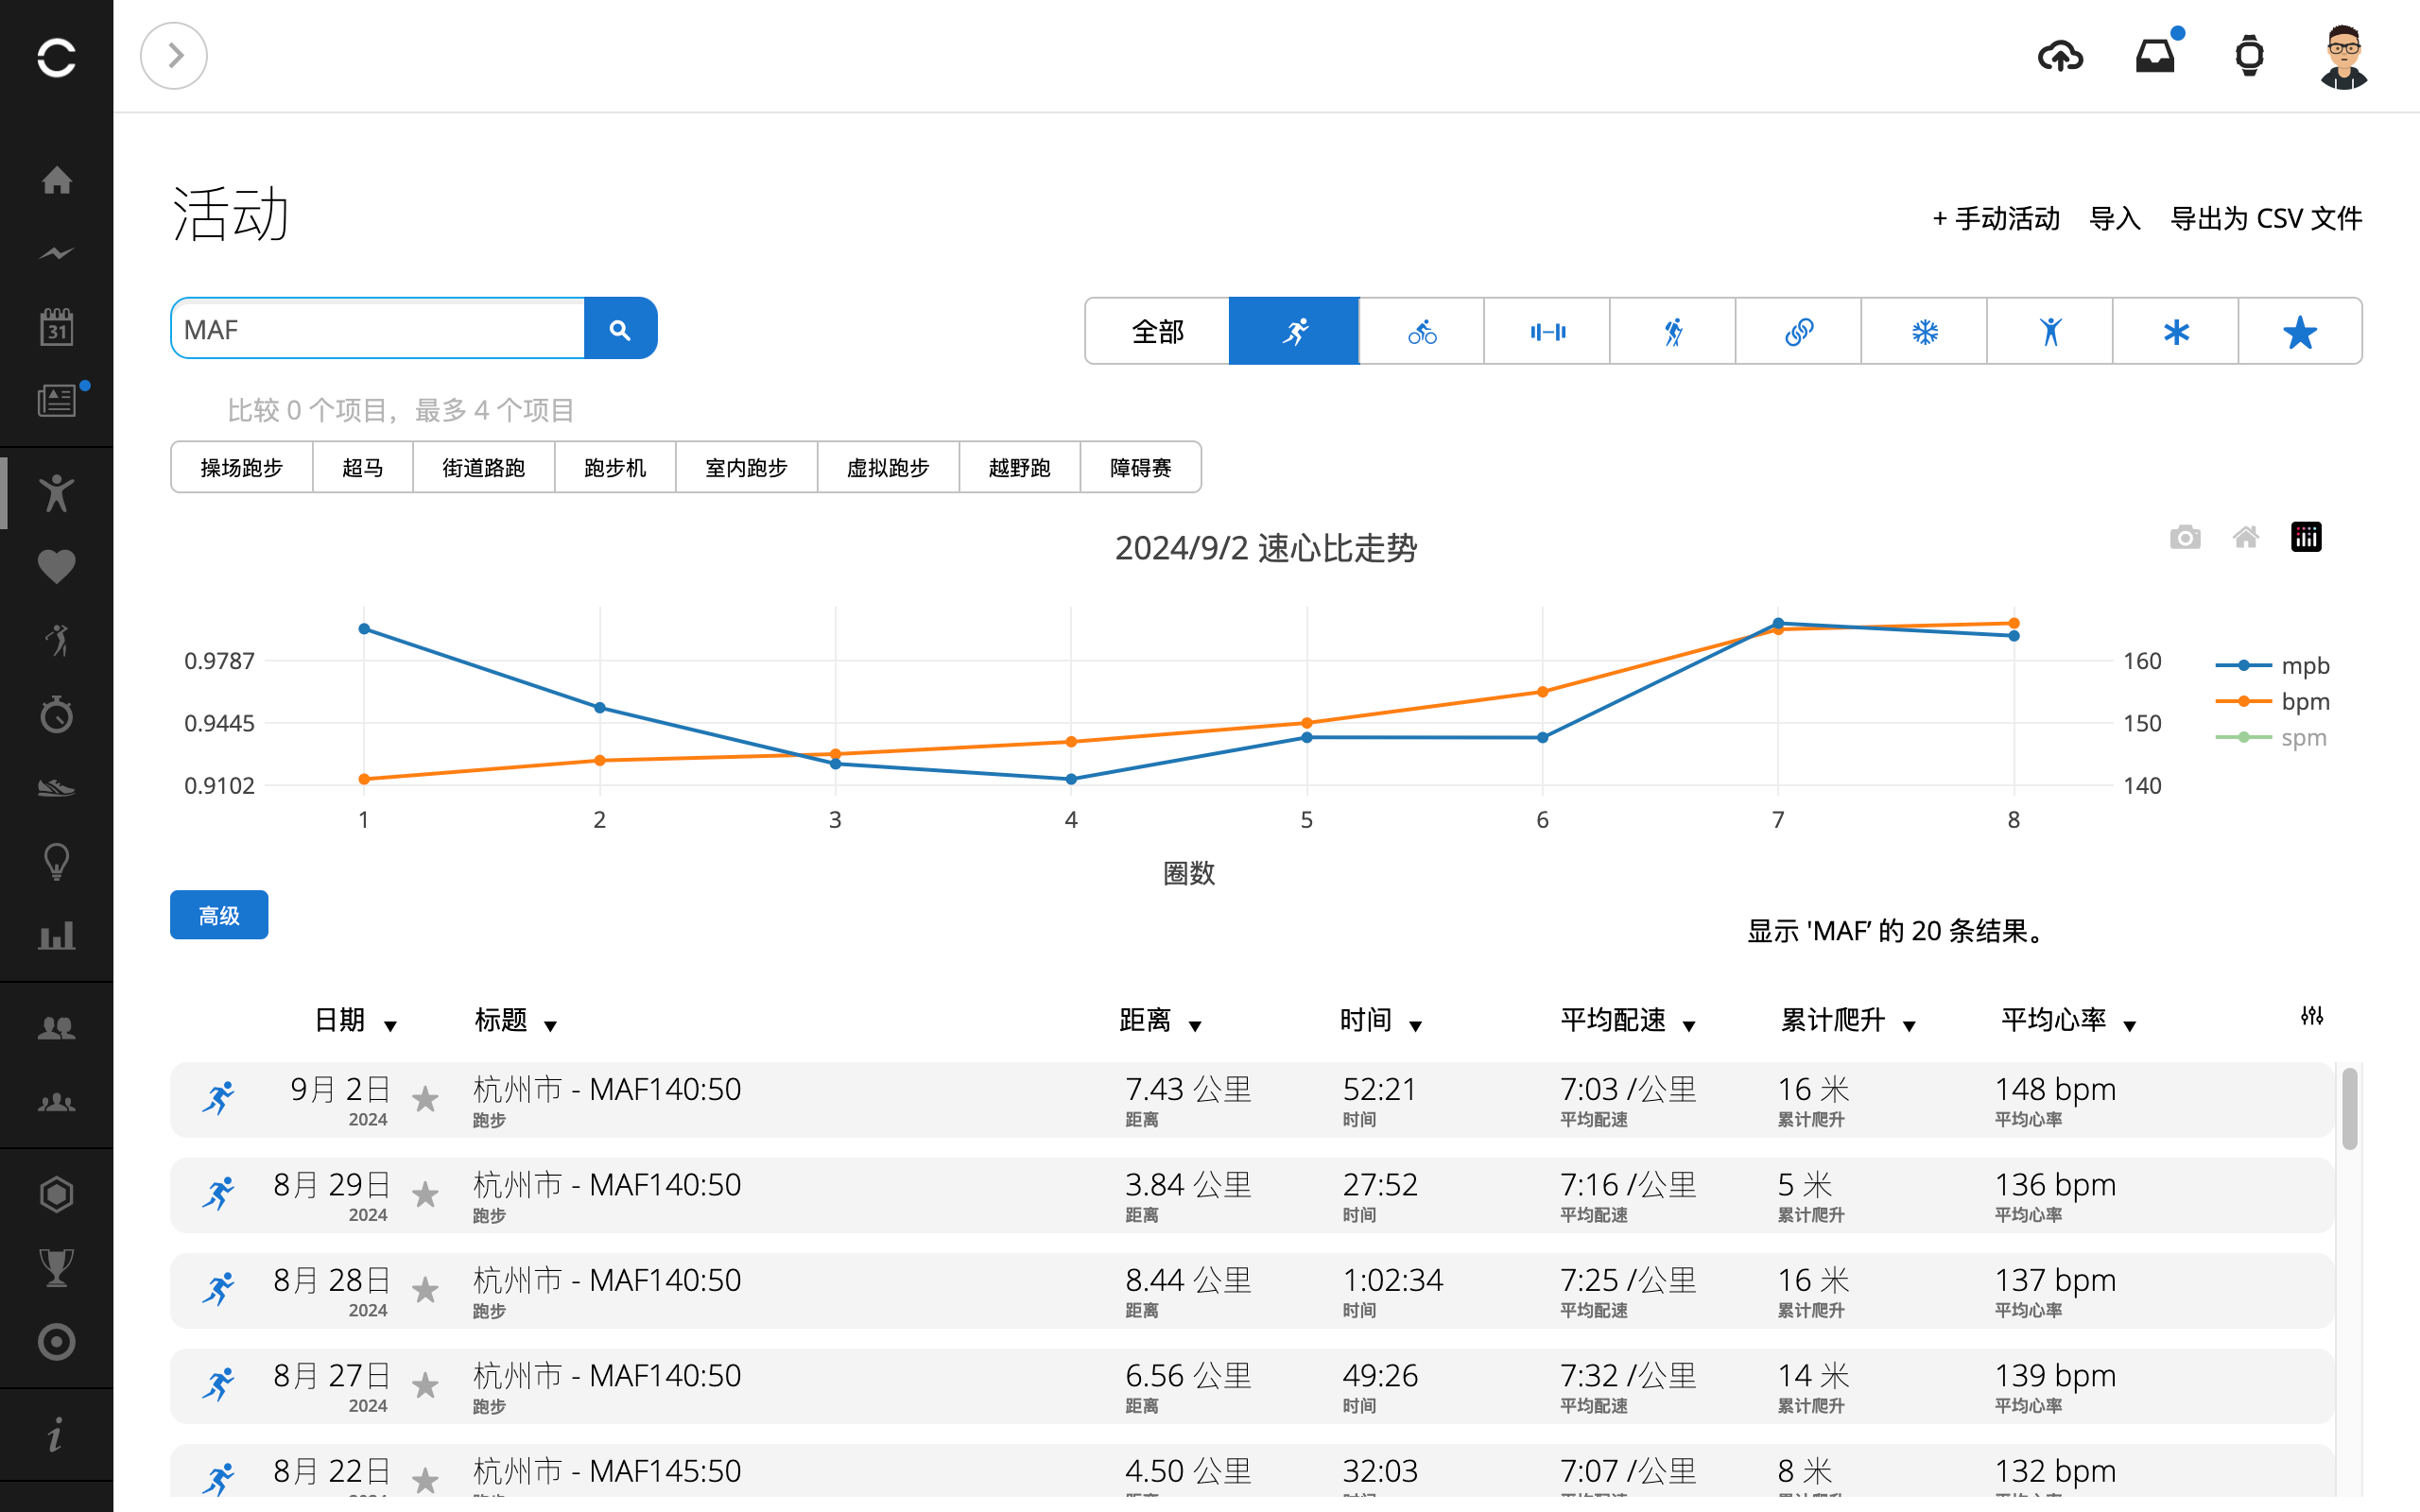 活动
+ 手动活动 导入 导出为 CSV 文件
MAF
全部
31
比较 0 个项目，最多 4 个项目
操场跑步 超马 街道路跑 跑步机 室内跑步 虚拟跑步 越野跑 障碍赛
2024/9/2 速心比走势
0.9787
0.9445
0.9102
160
150
140
mpb
bpm
spm
1 2 3 4 5 6 7 8
圈数
高级
显示 'MAF’ 的 20 条结果。
日期 ▼ 标题 ▼ 距离 ▼ 时间 ▼ 平均配速 ▼ 累计爬升 ▼ 平均心率 ▼
9月 2日 杭州市 - MAF140:50 7.43 公里 52:21 7:03 /公里 16 米 148 bpm
2024 跑步 距离 时间 平均配速 累计爬升 平均心率
8月 29日 杭州市 - MAF140:50 3.84 公里 27:52 7:16 /公里 5 米 136 bpm
2024 跑步 距离 时间 平均配速 累计爬升 平均心率
8月 28日 杭州市 - MAF140:50 8.44 公里 1:02:34 7:25 /公里 16 米 137 bpm
2024 跑步 距离 时间 平均配速 累计爬升 平均心率
8月 27日 杭州市 - MAF140:50 6.56 公里 49:26 7:32 /公里 14 米 139 bpm
2024 跑步 距离 时间 平均配速 累计爬升 平均心率
8月 22日 杭州市 - MAF145:50 4.50 公里 32:03 7:07 /公里 8 米 132 bpm